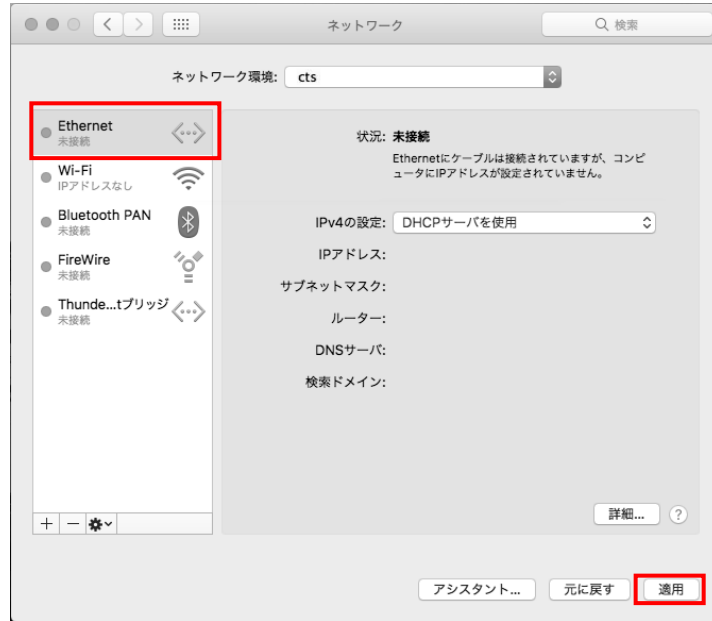 ネットワーク
検索
ネットワーク環境: cts
Ethernet
未接続
Wi-Fi
IPアドレスなし
Bluetooth PAN
未接続
FireWire
未接続
Thunde...tブリッジ
未接続
状況: 未接続
Ethernetにケーブルは接続されていますが、コンピ
ュータにIPアドレスが設定されていません。
IPv4の設定: DHCPサーバを使用
IPアドレス:
サブネットマスク:
ルーター:
DNSサーバ:
検索ドメイン:
詳細... ?
アシスタント... 元に戻す 適用